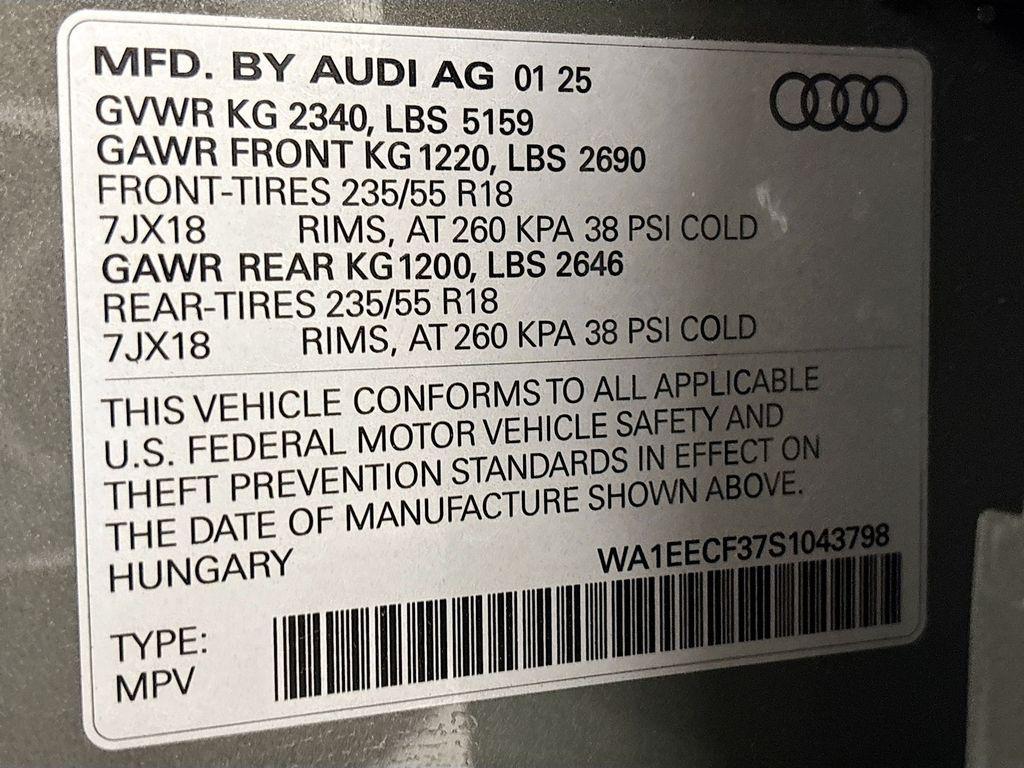 MFD. BY AUDI AG 01 25
GVWR KG 2340, LBS 5159
GAWR FRONT KG 1220, LBS 2690
FRONT-TIRES 235/55 R18
7JX18 RIMS, AT 260 KPA 38 PSI COLD
GAWR REAR KG 1200, LBS 2646
REAR-TIRES 235/55 R18
7JX18 RIMS, AT 260 KPA 38 PSI COLD
THIS VEHICLE CONFORMS TO ALL APPLICABLE
U.S. FEDERAL MOTOR VEHICLE SAFETY AND
THEFT PREVENTION STANDARDS IN EFFECT ON
THE DATE OF MANUFACTURE SHOWN ABOVE.
HUNGARY WA1EECF37S1043798
TYPE:
MPV